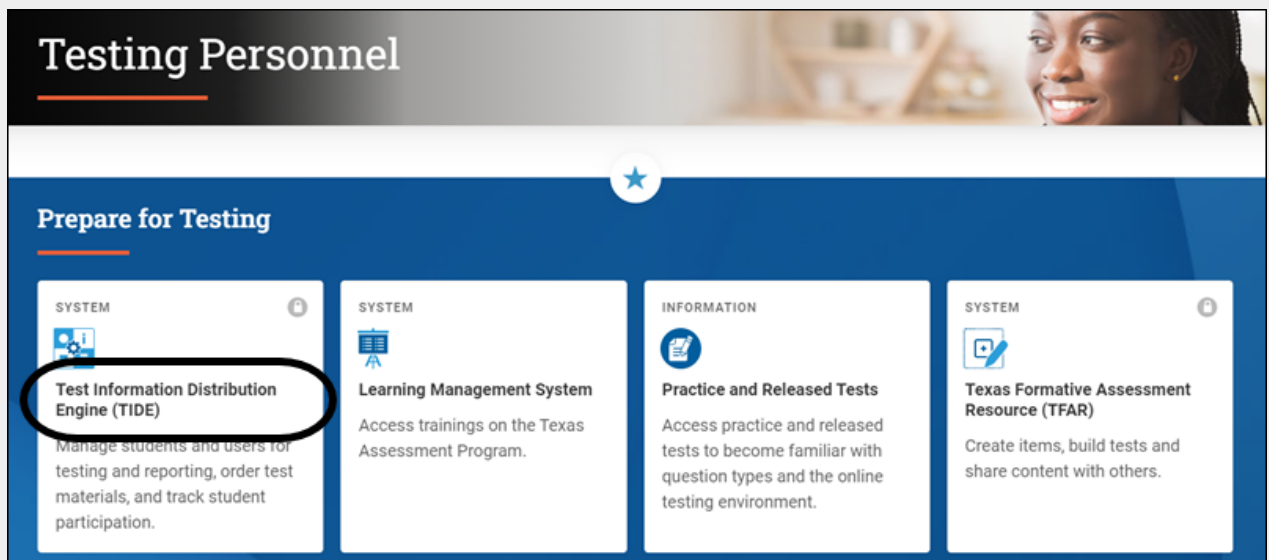 Testing Personnel
Prepare for Testing
SYSTEM
Test Information Distribution
Engine (TIDE)
Manage students and users for
testing and reporting, order test
materials, and track student
participation.
SYSTEM
Learning Management System
Access trainings on the Texas
Assessment Program.
INFORMATION
Practice and Released Tests
Access practice and released
tests to become familiar with
question types and the online
testing environment.
SYSTEM
Texas Formative Assessment
Resource (TFAR)
Create items, build tests and
share content with others.